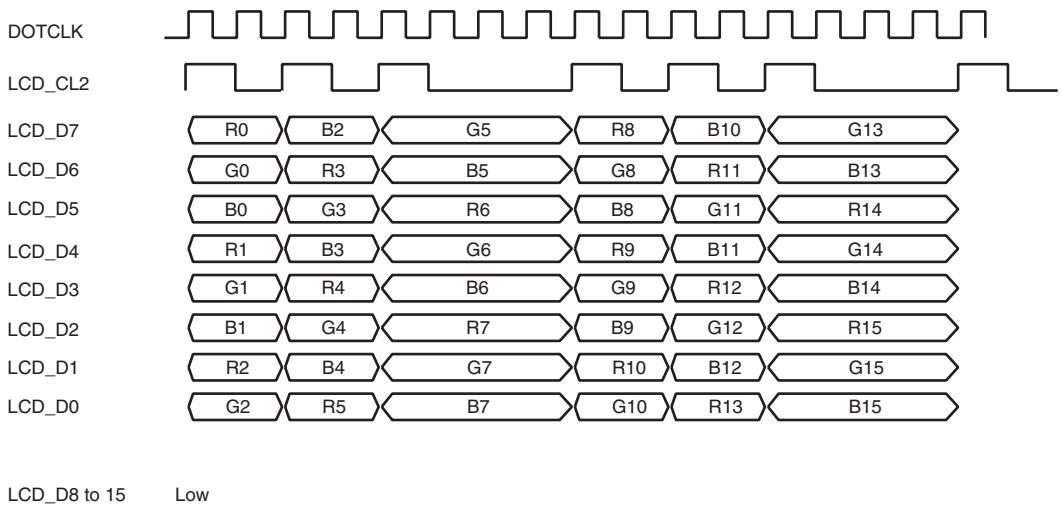 DOTCLK
LCD_CL2
LCD_D7 R0 B2 G5 R8 B10 G13
LCD_D6 G0 R3 B5 G8 R11 B13
LCD_D5 B0 G3 R6 B8 G11 R14
LCD_D4 R1 B3 G6 R9 B11 G14
LCD_D3 G1 R4 B6 G9 R12 B14
LCD_D2 B1 G4 R7 B9 G12 R15
LCD_D1 R2 B4 G7 R10 B12 G15
LCD_D0 G2 R5 B7 G10 R13 B15
LCD_D8 to 15 Low